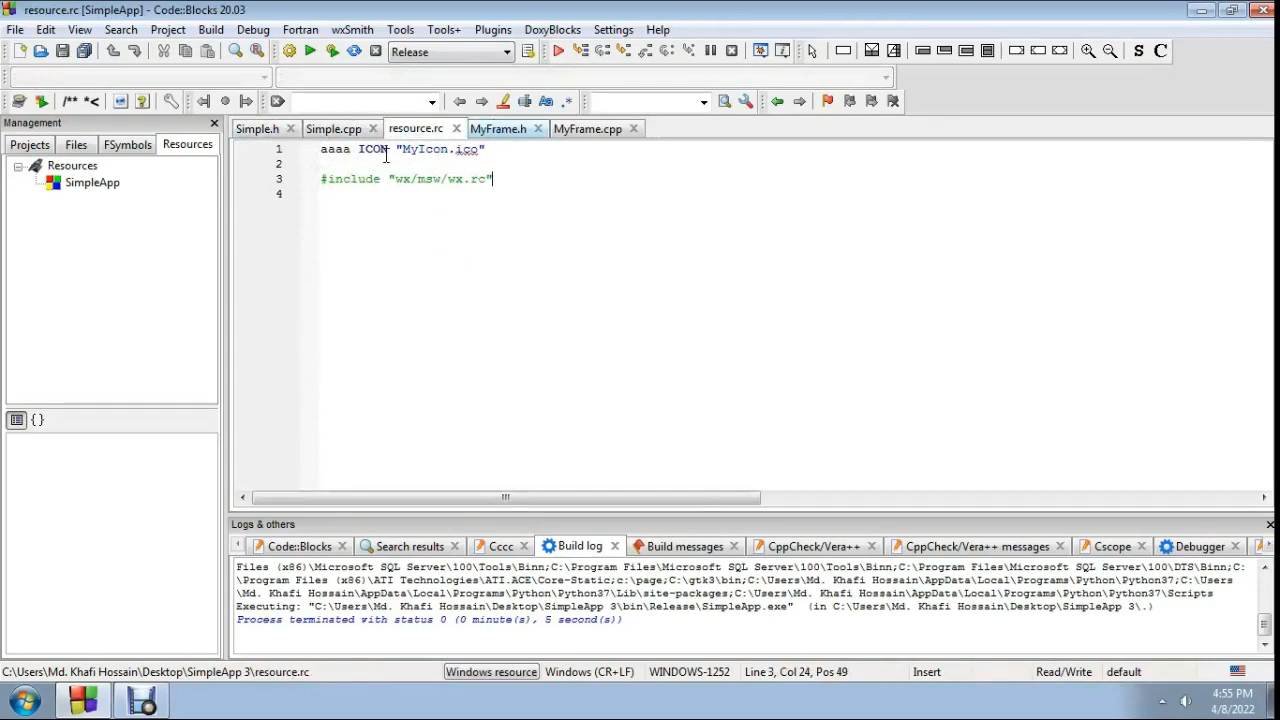 resource.rc [SimpleApp] - Code::Blocks 20.03
File Edit View Search Project Build Debug Fortran wxSmith Tools Tools+ Plugins DoxyBlocks Settings Help
Release
/** *<
S C
Management
Simple.h Simple.cpp resource.rc MyFrame.h MyFrame.cpp
Projects Files FSymbols Resources
Resources
SimpleApp
1 aaaa ICON "MyIcon.ico"
2
3 #include "wx/msw/wx.rc"
4
{}
Logs & others
Code::Blocks Search results Cccc Build log Build messages CppCheck/Vera++ CppCheck/Vera++ messages Cscope Debugger
Files (x86)\Microsoft SQL Server\100\Tools\Binn;C:\Program Files\Microsoft SQL Server\100\Tools\Binn;C:\Program Files\Microsoft SQL Server\100\DTS\Binn;C:
\Program Files (x86)\ATI Technologies\ATI.ACE\Core-Static;c:\page;C:\gtk3\bin;C:\Users\Md. Khafi Hossain\AppData\Local\Programs\Python\Python37;C:\Users
\Md. Khafi Hossain\AppData\Local\Programs\Python\Python37\Lib\site-packages;C:\Users\Md. Khafi Hossain\AppData\Local\Programs\Python\Python37\Scripts
Executing: "C:\Users\Md. Khafi Hossain\Desktop\SimpleApp 3\bin\Release\SimpleApp.exe" (in C:\Users\Md. Khafi Hossain\Desktop\SimpleApp 3\.)
Process terminated with status 0 (0 minute(s), 5 second(s))
C:\Users\Md. Khafi Hossain\Desktop\SimpleApp 3\resource.rc Windows resource Windows (CR+LF) WINDOWS-1252 Line 3, Col 24, Pos 49 Insert Read/Write default
4:55 PM
4/8/2022